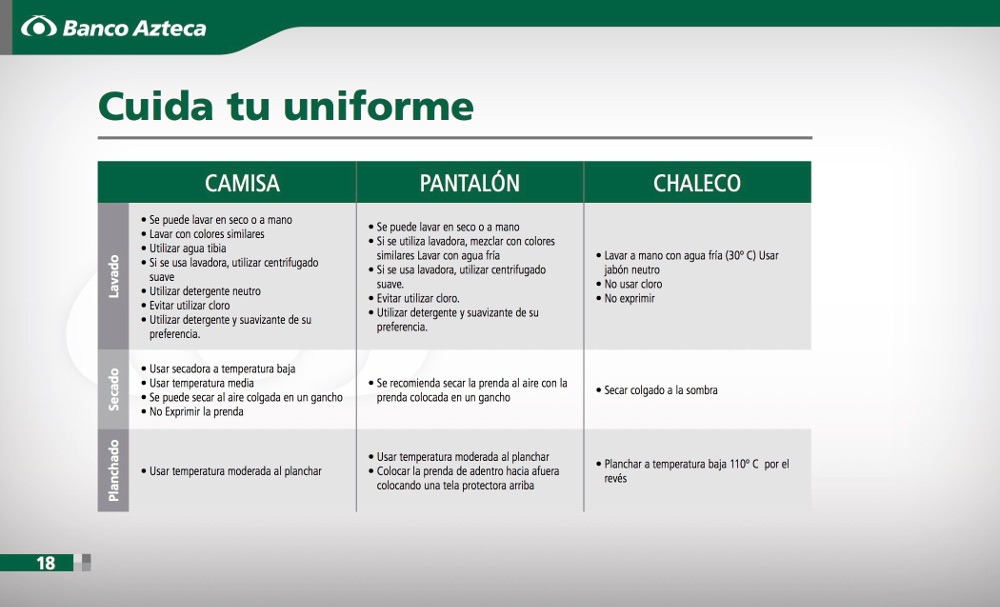 Banco Azteca
Cuida tu uniforme
CAMISA
PANTALÓN
CHALECO
Lavado
• Se puede lavar en seco o a mano
• Lavar con colores similares
• Utilizar agua tibia
• Si se usa lavadora, utilizar centrifugado
suave
• Utilizar detergente neutro
• Evitar utilizar cloro
• Utilizar detergente y suavizante de su
preferencia.
• Se puede lavar en seco o a mano
• Si se utiliza lavadora, mezclar con colores
similares Lavar con agua fría
• Si se usa lavadora, utilizar centrifugado
suave.
• Evitar utilizar cloro.
• Utilizar detergente y suavizante de su
preferencia.
• Lavar a mano con agua fría (30º C) Usar
jabón neutro
• No usar cloro
• No exprimir
Secado
• Usar secadora a temperatura baja
• Usar temperatura media
• Se puede secar al aire colgada en un gancho
• No Exprimir la prenda
• Se recomienda secar la prenda al aire con la
prenda colocada en un gancho
• Secar colgado a la sombra
Planchado
• Usar temperatura moderada al planchar
• Usar temperatura moderada al planchar
• Colocar la prenda de adentro hacia afuera
colocando una tela protectora arriba
• Planchar a temperatura baja 110º C por el
revés
18